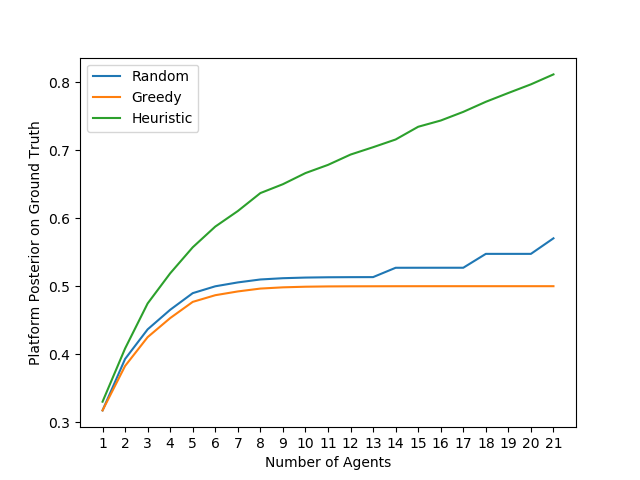 Random
Greedy
Heuristic
0.8
0.7
0.6
0.5
0.4
0.3
Platform Posterior on Ground Truth
1 2 3 4 5 6 7 8 9 10 11 12 13 14 15 16 17 18 19 20 21
Number of Agents